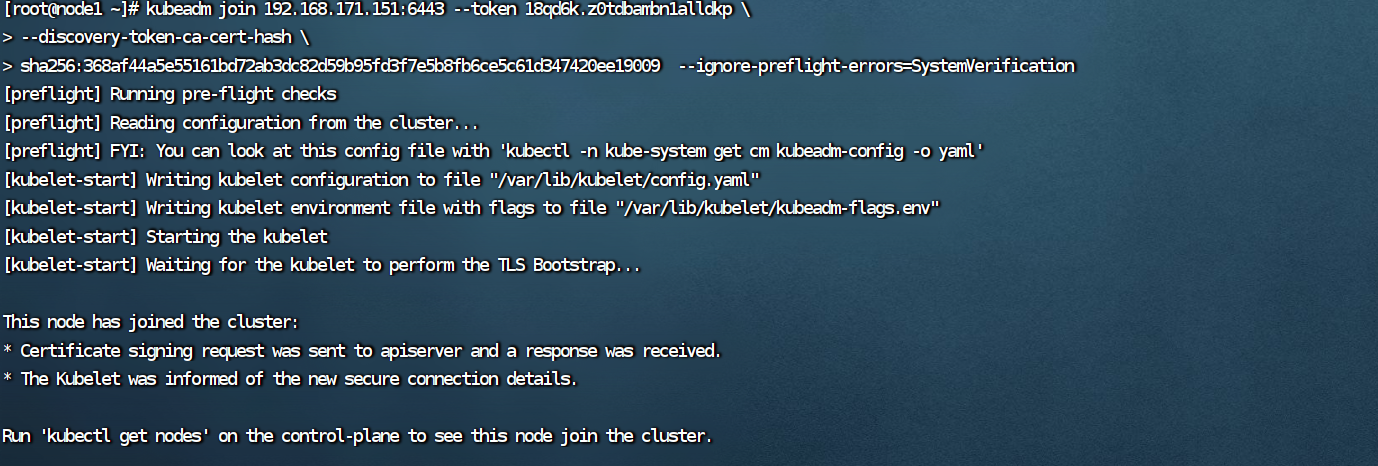 [root@node1 ~]# kubeadm join 192.168.171.151:6443 --token 18qd6k.z0tdbambn1alldkp \
> --discovery-token-ca-cert-hash \
> sha256:368af44a5e55161bd72ab3dc82d59b95fd3f7e5b8fb6ce5c61d347420ee19009  --ignore-preflight-errors=SystemVerification
[preflight] Running pre-flight checks
[preflight] Reading configuration from the cluster...
[preflight] FYI: You can look at this config file with 'kubectl -n kube-system get cm kubeadm-config -o yaml'
[kubelet-start] Writing kubelet configuration to file "/var/lib/kubelet/config.yaml"
[kubelet-start] Writing kubelet environment file with flags to file "/var/lib/kubelet/kubeadm-flags.env"
[kubelet-start] Starting the kubelet
[kubelet-start] Waiting for the kubelet to perform the TLS Bootstrap...
This node has joined the cluster:
* Certificate signing request was sent to apiserver and a response was received.
* The Kubelet was informed of the new secure connection details.
Run 'kubectl get nodes' on the control-plane to see this node join the cluster.